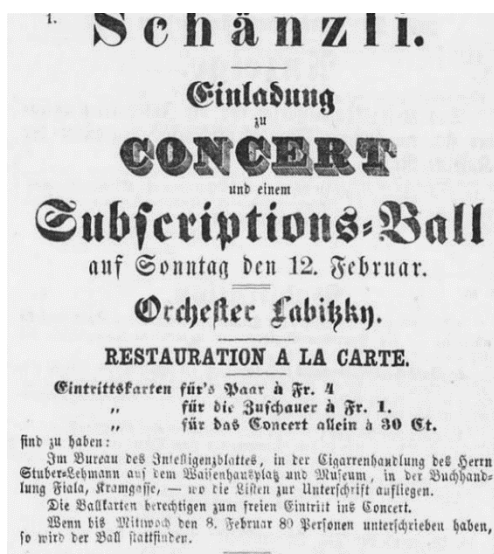 1.
Schänzli.
Einladung
zu
CONCERT
und einem
Subscriptions-Ball
auf Sonntag den 12. Februar.
Orchester Labitzky.
RESTAURATION A LA CARTE.
Eintrittskarten für's Paar à Fr. 4
„ für die Zuschauer à Fr. 1.
„ für das Concert allein à 30 Ct.
sind zu haben:
Im Bureau des Intelligenzblattes, in der Cigarrenhandlung des Herrn
Stuber-Lehmann auf dem Waisenhausplatz und Museum, in der Buchhand-
lung Fiala, Kramgasse, — wo die Listen zur Unterschrift aufliegen.
Die Ballkarten berechtigen zum freien Eintritt ins Concert.
Wenn bis Mittwoch den 8. Februar 80 Personen unterschrieben haben,
so wird der Ball stattfinden.